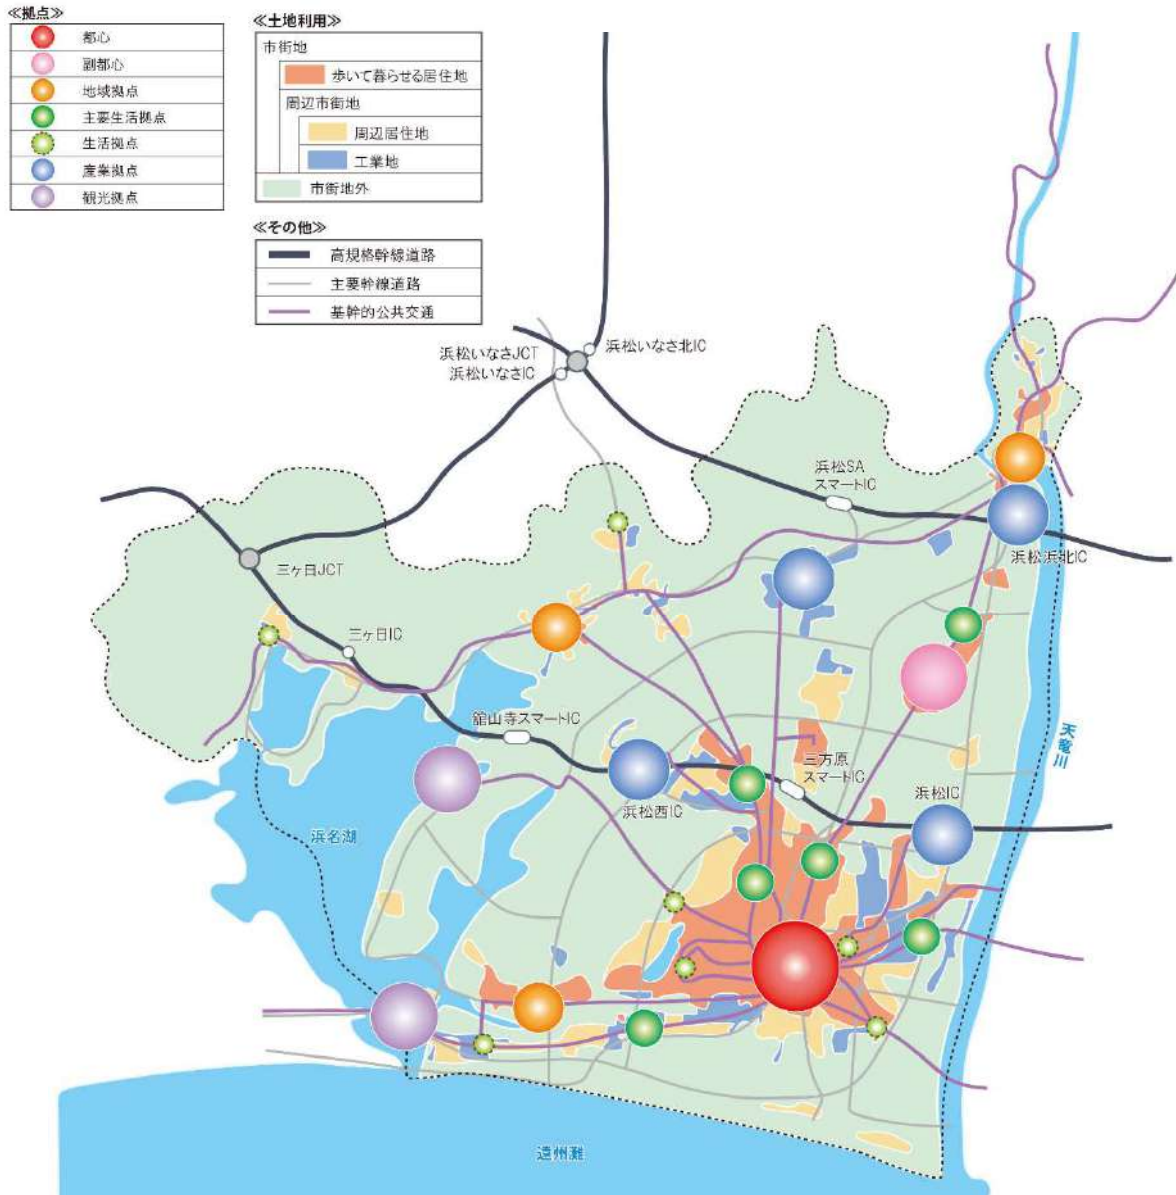 ≪拠点≫
都心
副都心
地域拠点
主要生活拠点
生活拠点
産業拠点
観光拠点
≪土地利用≫
市街地
歩いて暮らせる居住地
周辺市街地
周辺居住地
工業地
市街地外
≪その他≫
高規格幹線道路
主要幹線道路
基幹的公共交通
浜松いなさ北IC
浜松いなさJCT
浜松いなさIC
浜松SA
スマートIC
浜松浜北IC
三ヶ日JCT
三ヶ日IC
舘山寺スマートIC
天竜川
三方原
スマートIC
浜松西IC
浜松IC
浜名湖
遠州灘